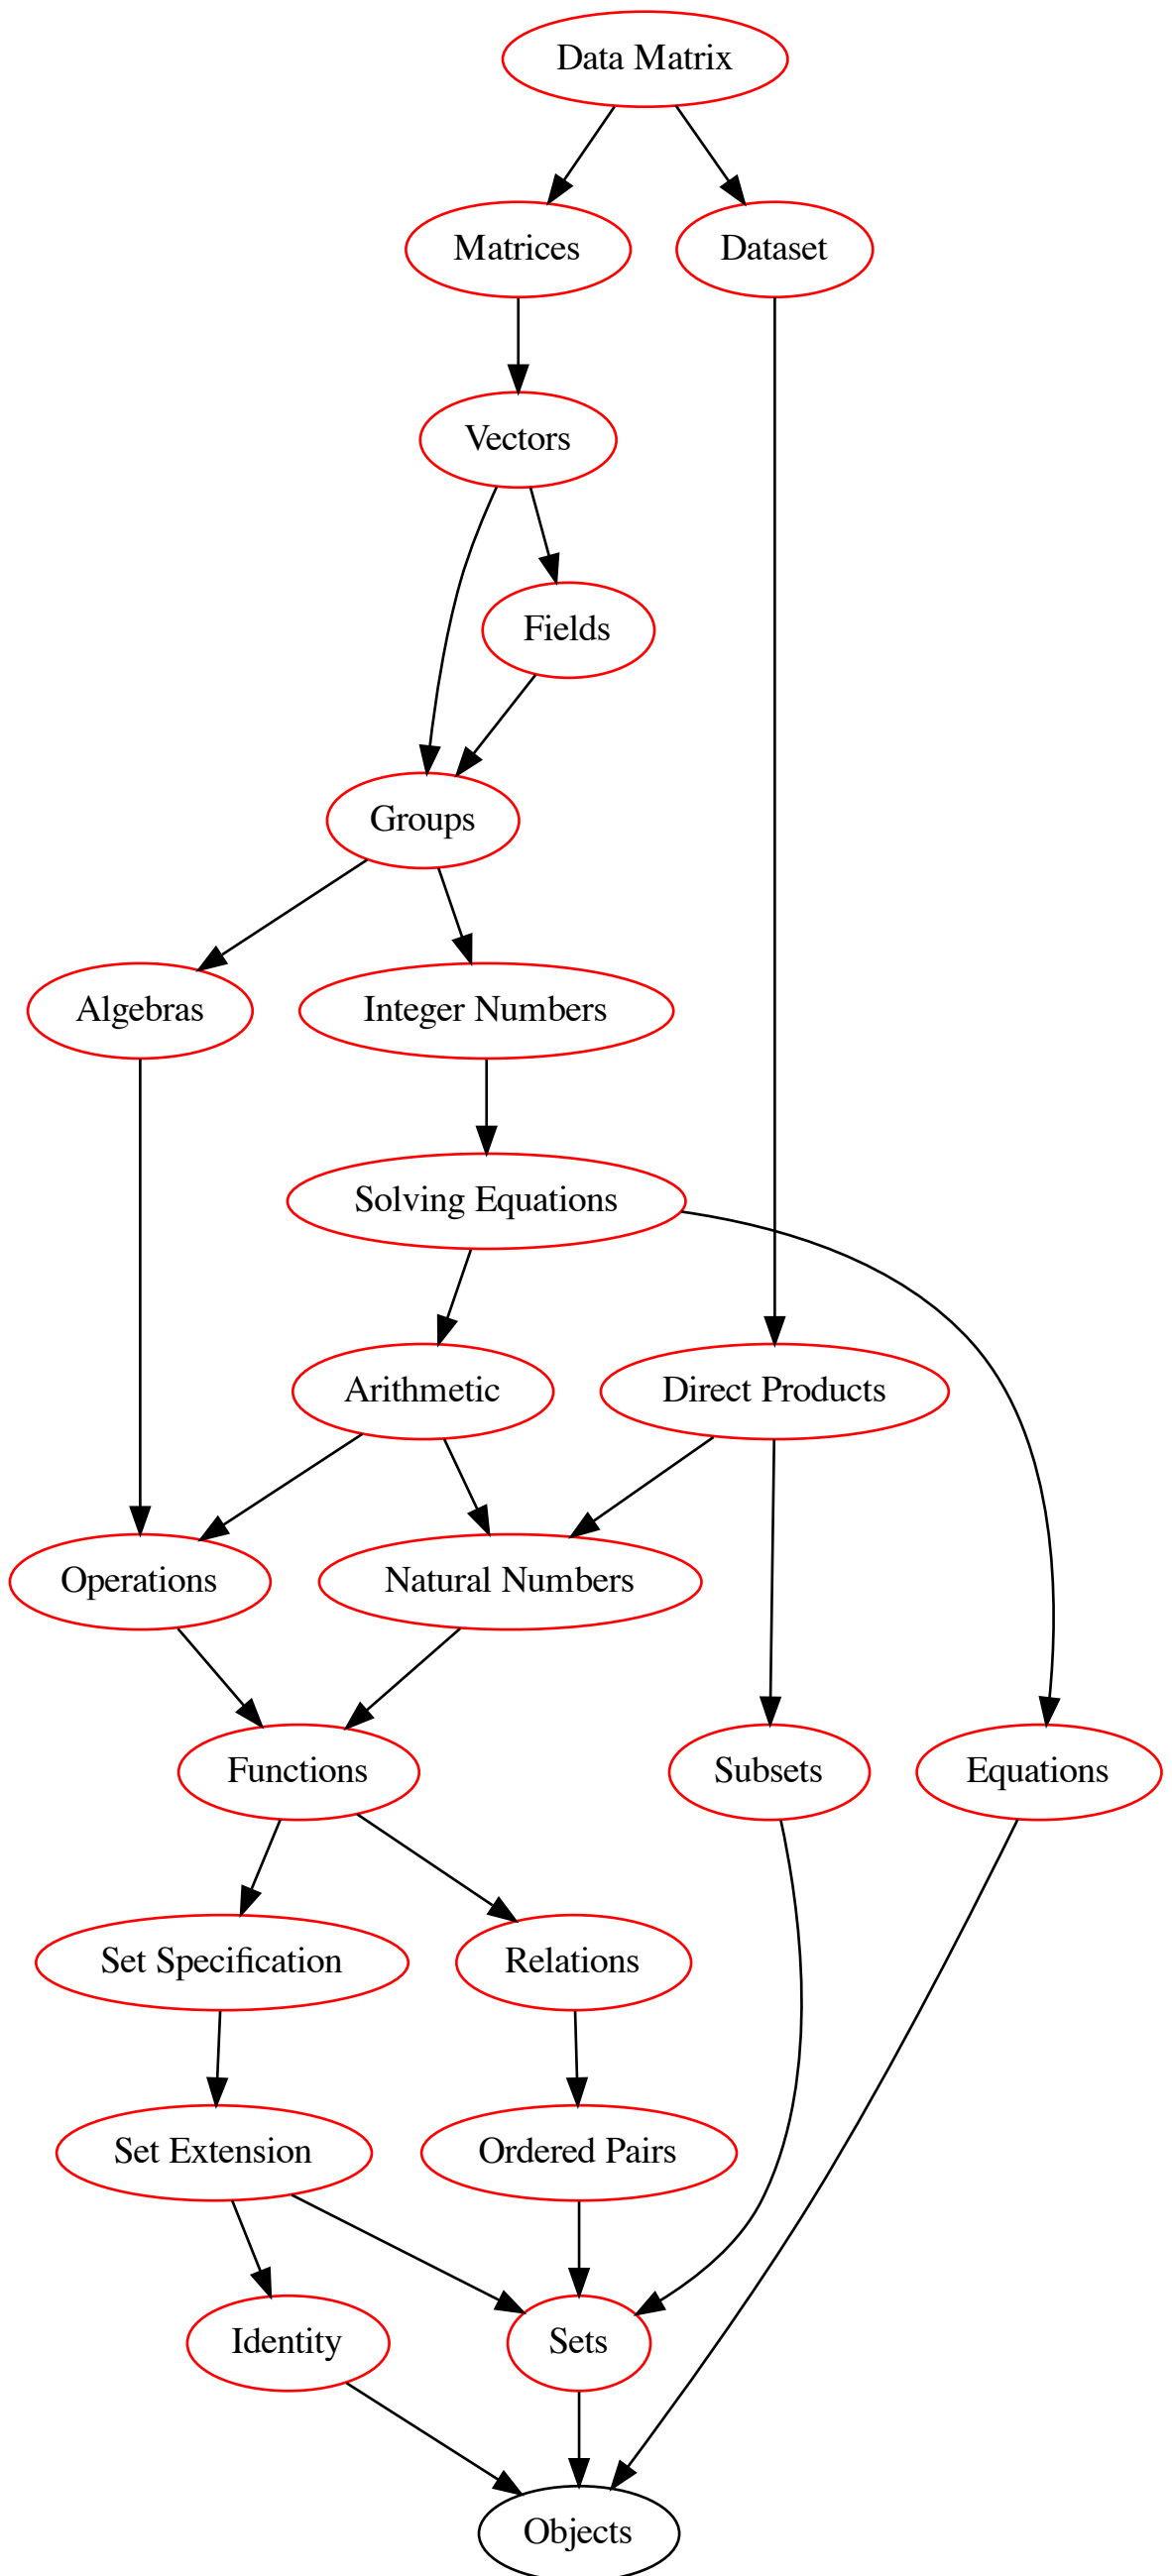 Data Matrix
Matrices
Dataset
Vectors
Fields
Groups
Algebras
Integer Numbers
Solving Equations
Arithmetic
Direct Products
Operations
Natural Numbers
Functions
Subsets
Equations
Set Specification
Relations
Set Extension
Ordered Pairs
Identity
Sets
Objects